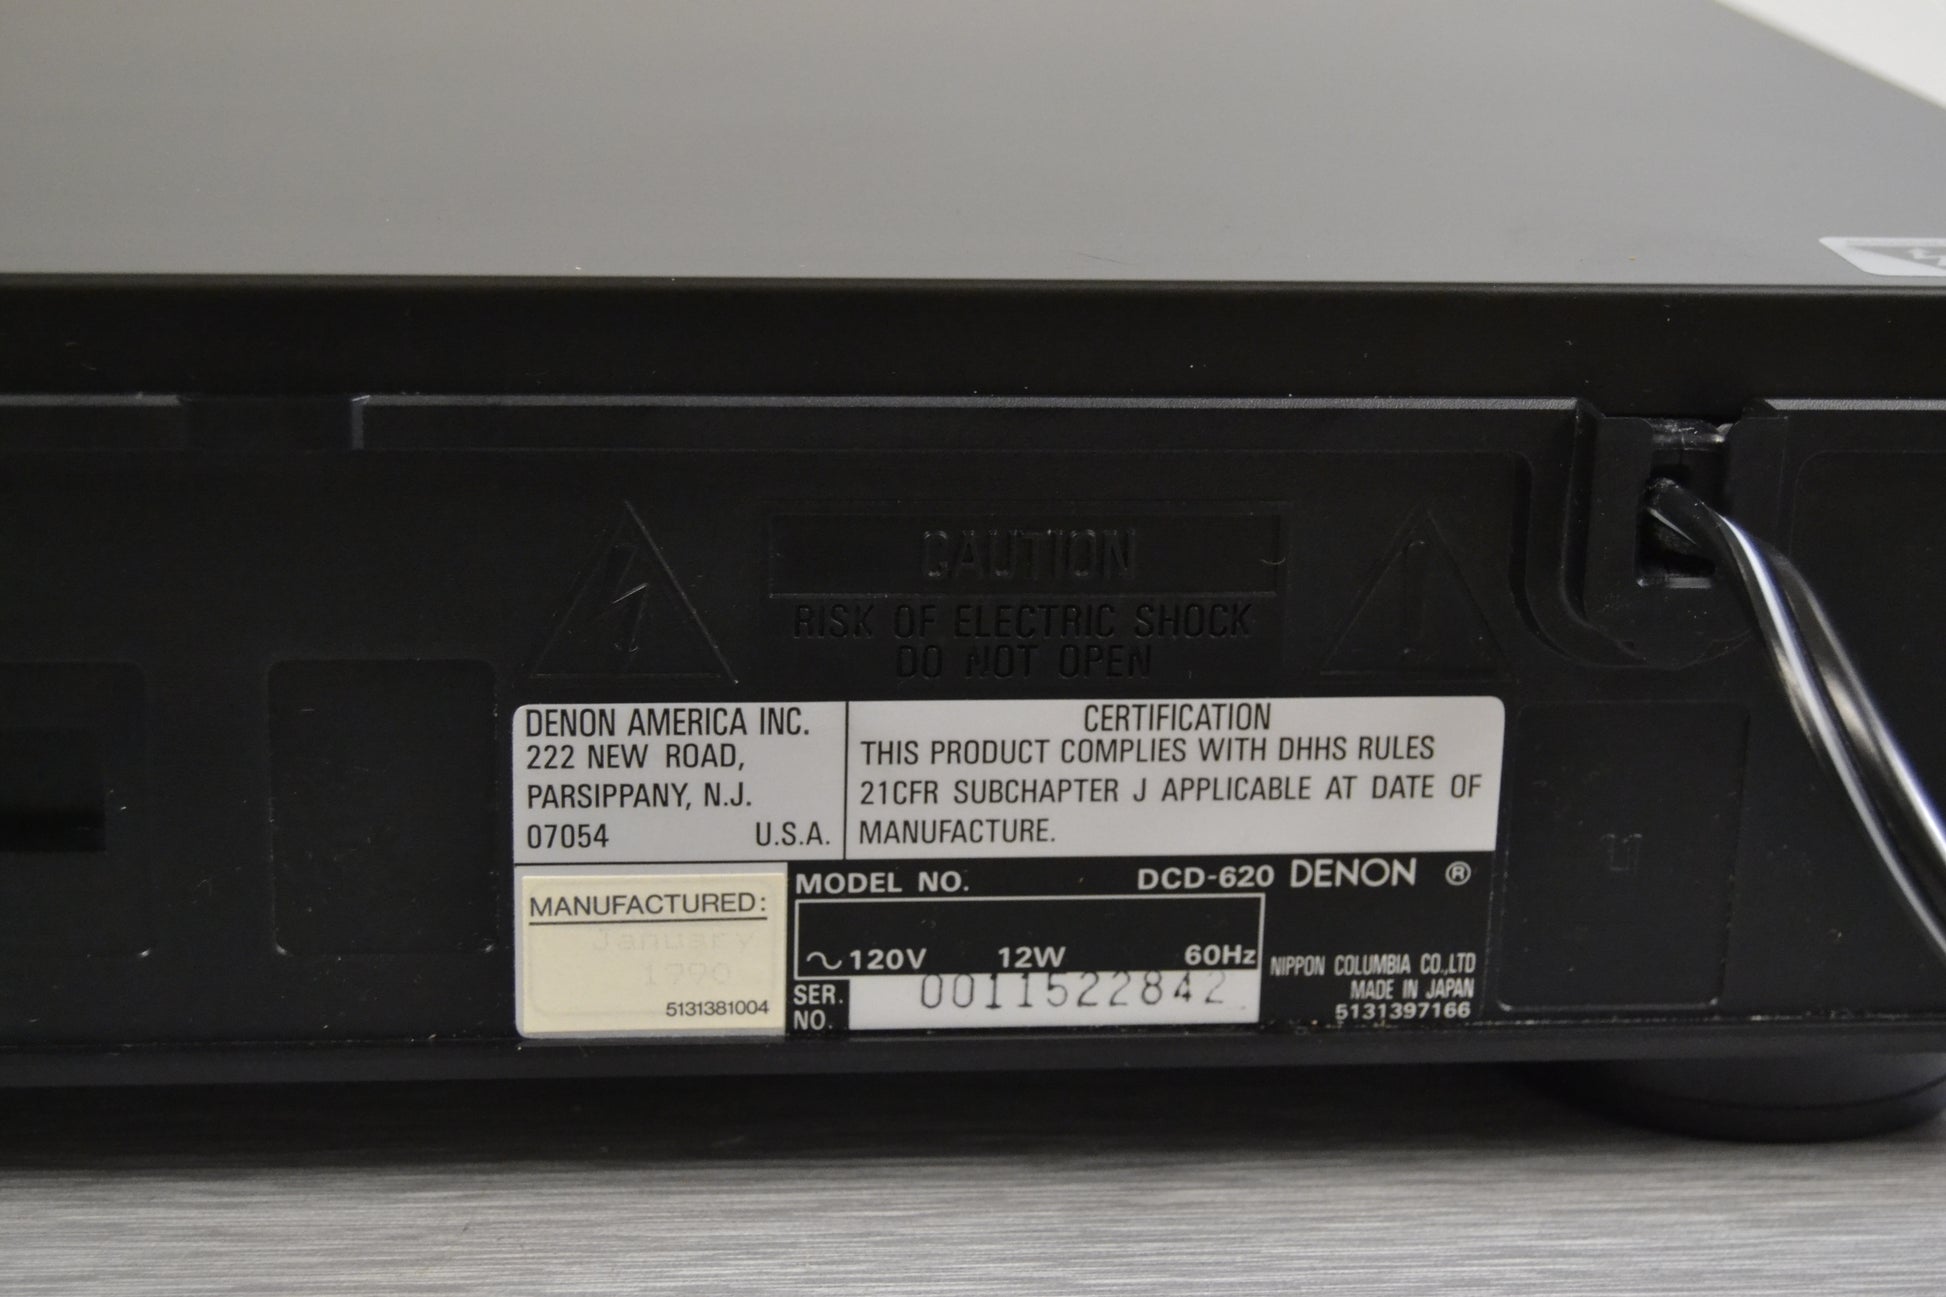 CAUTION
RISK OF ELECTRIC SHOCK
DO NOT OPEN
DENON AMERICA INC.
222 NEW ROAD,
PARSIPPANY, N.J.
07054 U.S.A.
CERTIFICATION
THIS PRODUCT COMPLIES WITH DHHS RULES
21CFR SUBCHAPTER J APPLICABLE AT DATE OF
MANUFACTURE.
MANUFACTURED:
January
1990
5131381004
MODEL NO. DCD-620 DENON ®
~120V 12W 60Hz
SER.
NO. 0011522842
NIPPON COLUMBIA CO.,LTD
MADE IN JAPAN
5131397166